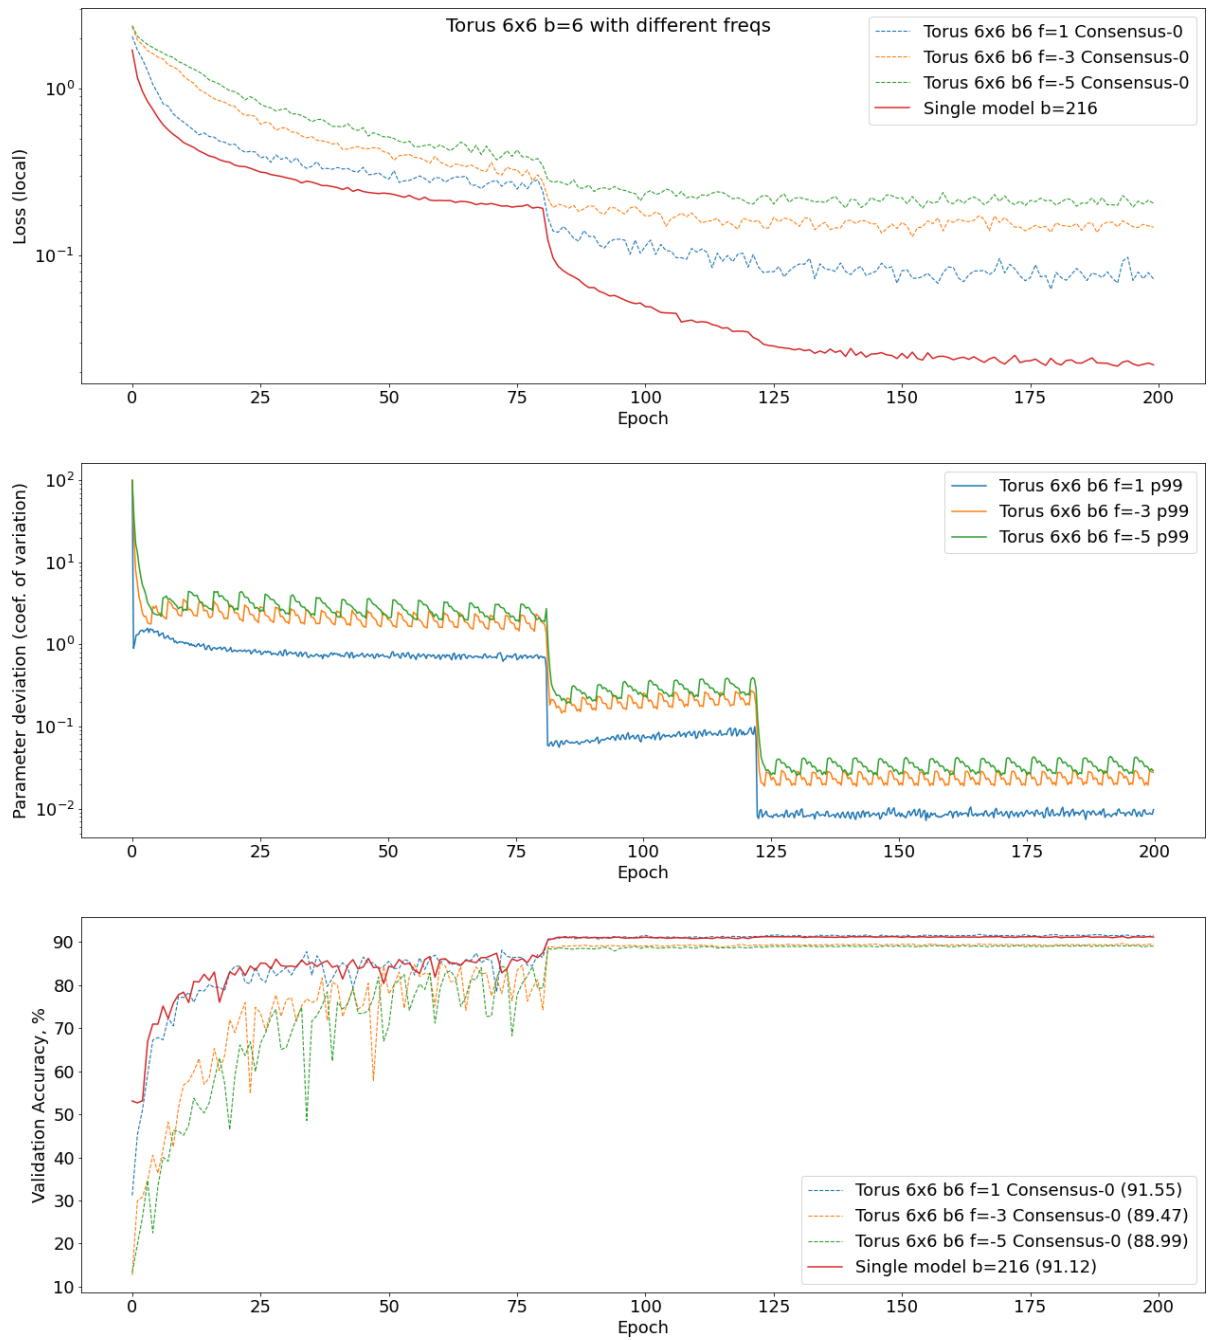 Torus 6x6 b=6 with different freqs
Torus 6x6 b6 f=1 Consensus-0
Torus 6x6 b6 f=-3 Consensus-0
Torus 6x6 b6 f=-5 Consensus-0
Single model b=216
Loss (local)
10⁰
10⁻¹
0 25 50 75 100 125 150 175 200
Epoch
Torus 6x6 b6 f=1 p99
Torus 6x6 b6 f=-3 p99
Torus 6x6 b6 f=-5 p99
Parameter deviation (coef. of variation)
10²
10¹
10⁰
10⁻¹
10⁻²
0 25 50 75 100 125 150 175 200
Epoch
Validation Accuracy, %
90
80
70
60
50
40
30
20
10
Torus 6x6 b6 f=1 Consensus-0 (91.55)
Torus 6x6 b6 f=-3 Consensus-0 (89.47)
Torus 6x6 b6 f=-5 Consensus-0 (88.99)
Single model b=216 (91.12)
0 25 50 75 100 125 150 175 200
Epoch